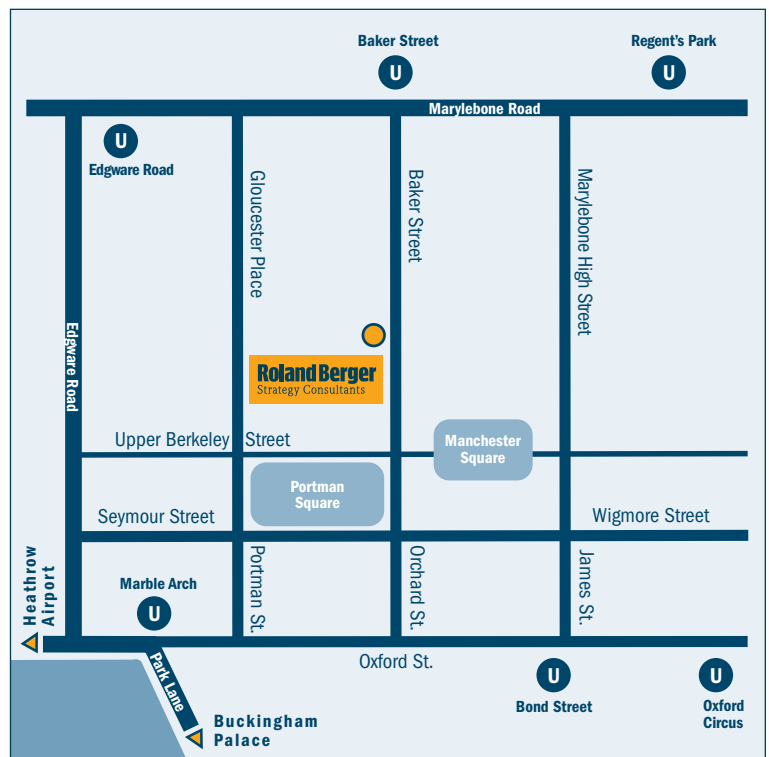 Baker Street
Regent's Park
U
U
Marylebone Road
U
Edgware Road
Gloucester Place
Baker Street
Marylebone High Street
Edgware Road
Roland Berger
Strategy Consultants
Upper Berkeley Street
Manchester
Square
Portman
Square
Seymour Street
Wigmore Street
Heathrow
Airport
Marble Arch
U
Portman St.
Orchard St.
James St.
Oxford St.
Park Lane
U
U
Bond Street
Oxford
Circus
Buckingham
Palace